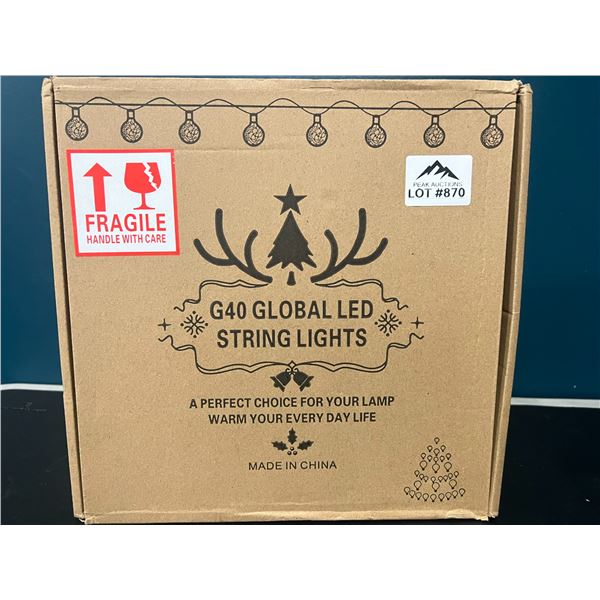 FRAGILE
HANDLE WITH CARE
PEAK AUCTIONS
LOT #870
G40 GLOBAL LED
STRING LIGHTS
A PERFECT CHOICE FOR YOUR LAMP
WARM YOUR EVERY DAY LIFE
MADE IN CHINA